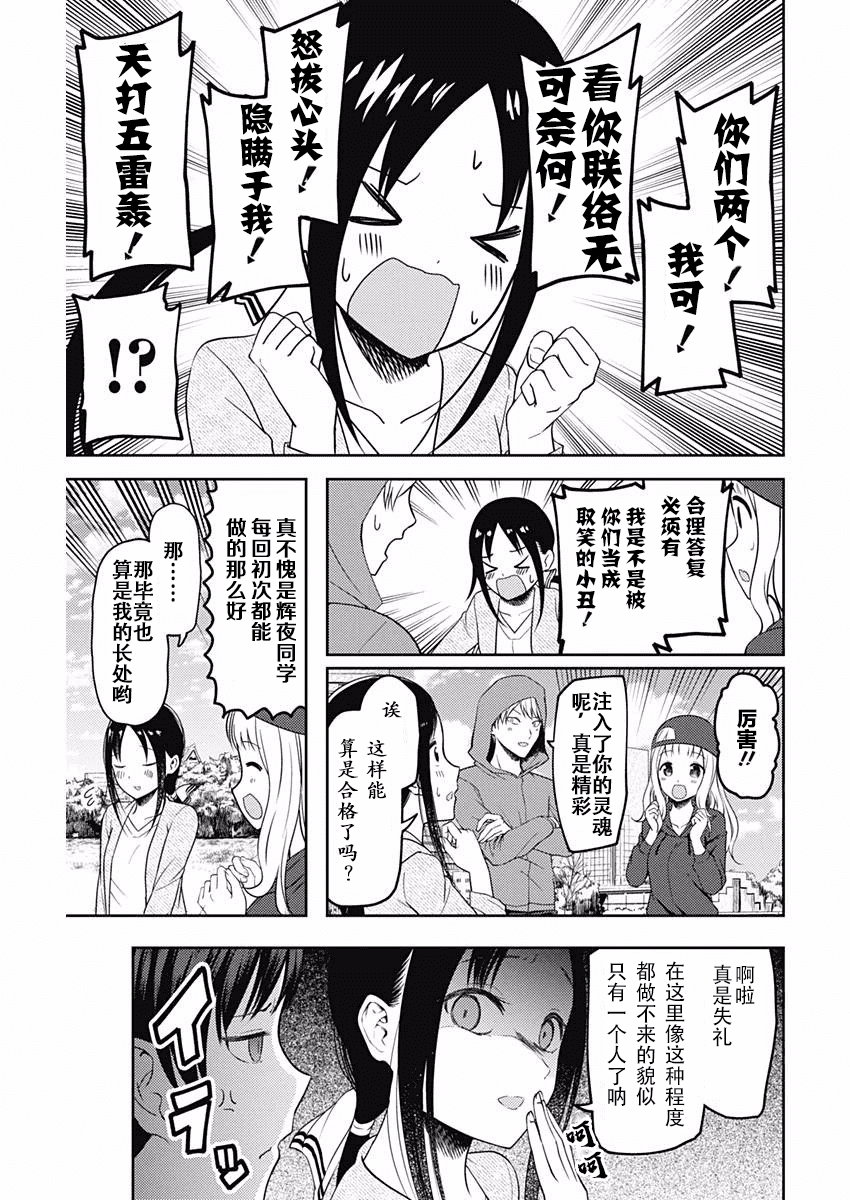 你们两个！
我可！
看你联络无
可奈何！
怒拔心头！
隐瞒于我！
天打
五雷轰！
!?
合理答复
必须有
我是不是被
你们当成
取笑的小丑！
真不愧是辉夜同学
每回初次都能
做的那么好
那……
那毕竟也
算是我的长处哟
厉害!!
注入了你的灵魂
呢，真是精彩
诶
这样能
算是合格了吗？
啊啦
真是失礼
在这里像这种程度
都做不来的貌似
只有一个人了呐
呵
呵
イラァ